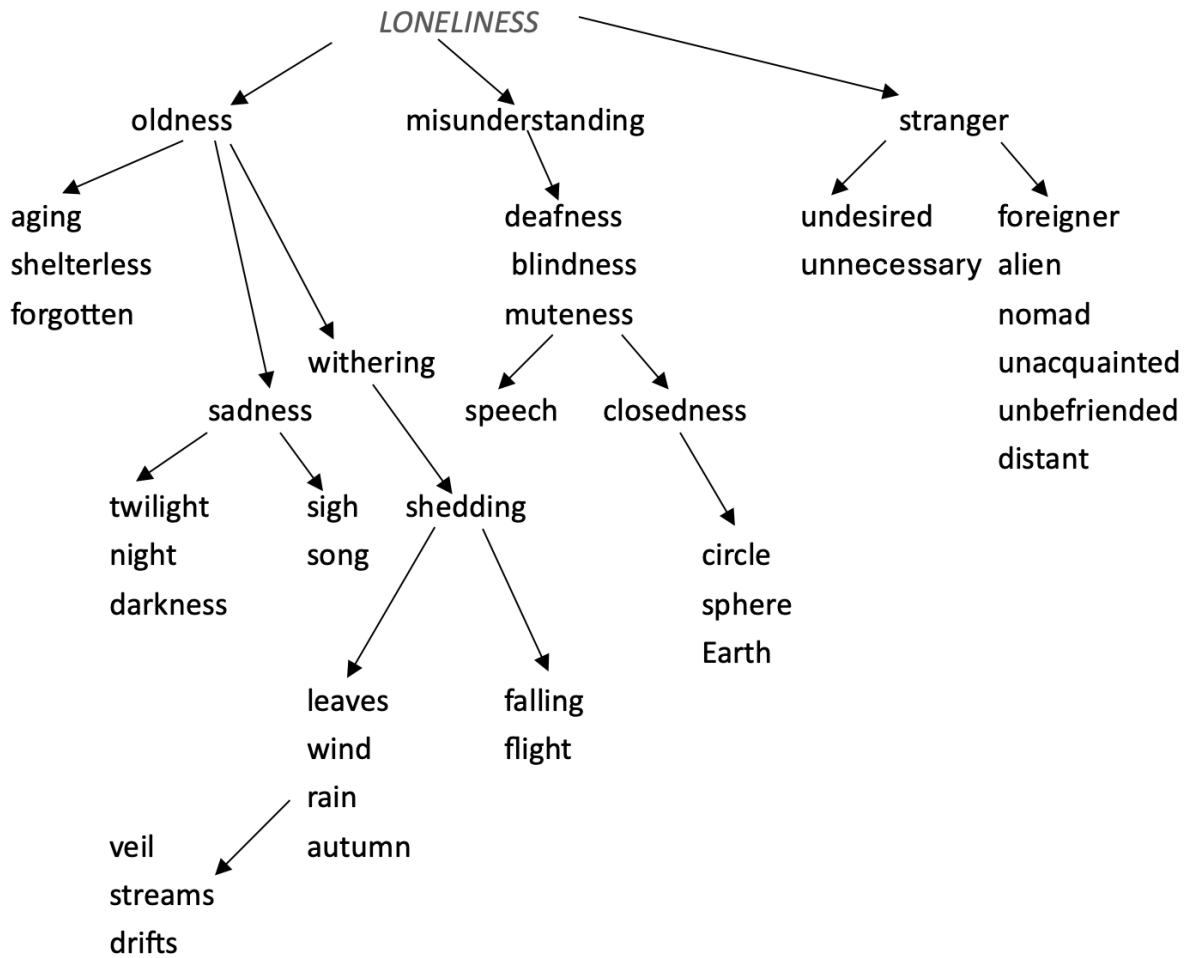 LONELINESS
oldness
misunderstanding
stranger
aging
shelterless
forgotten
deafness
blindness
muteness
undesired
unnecessary
foreigner
alien
nomad
unacquainted
unbefriended
distant
withering
sadness
speech
closedness
twilight
night
darkness
sigh
song
shedding
circle
sphere
Earth
leaves
wind
rain
autumn
falling
flight
veil
streams
drifts